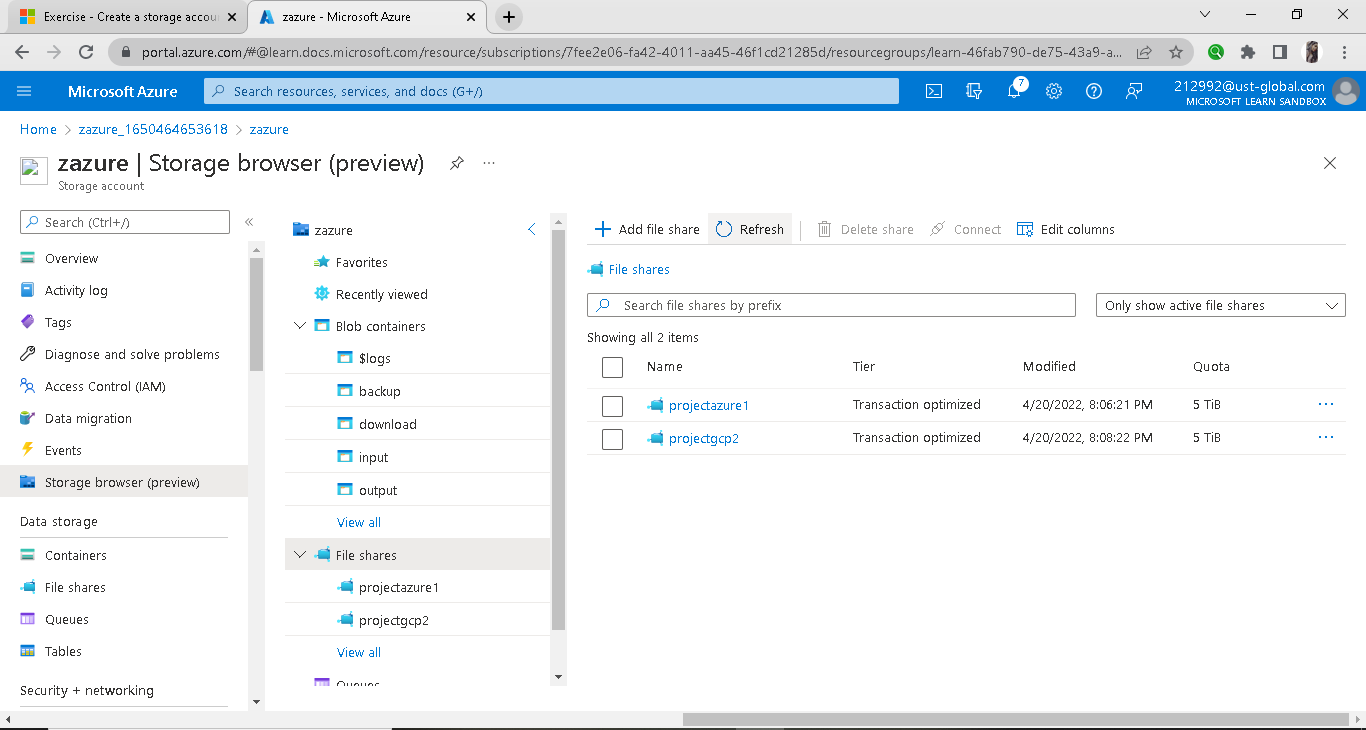 Exercise - Create a storage accou
zazure - Microsoft Azure
portal.azure.com/#@learn.docs.microsoft.com/resource/subscriptions/7fee2e06-fa42-4011-aa45-46f1cd21285d/resourcegroups/learn-46fab790-de75-43a9-a...
Microsoft Azure
Search resources, services, and docs (G+/)
7
212992@ust-global.com
MICROSOFT LEARN SANDBOX
Home > zazure_1650464653618 > zazure
zazure | Storage browser (preview)
Storage account
Search (Ctrl+/)
Overview
Activity log
Tags
Diagnose and solve problems
Access Control (IAM)
Data migration
Events
Storage browser (preview)
Data storage
Containers
File shares
Queues
Tables
Security + networking
zazure
Favorites
Recently viewed
Blob containers
$logs
backup
download
input
output
View all
File shares
projectazure1
projectgcp2
View all
Queues
Add file share
Refresh
Delete share
Connect
Edit columns
File shares
Search file shares by prefix
Only show active file shares
Showing all 2 items
Name Tier Modified Quota
projectazure1 Transaction optimized 4/20/2022, 8:06:21 PM 5 TiB
projectgcp2 Transaction optimized 4/20/2022, 8:08:22 PM 5 TiB